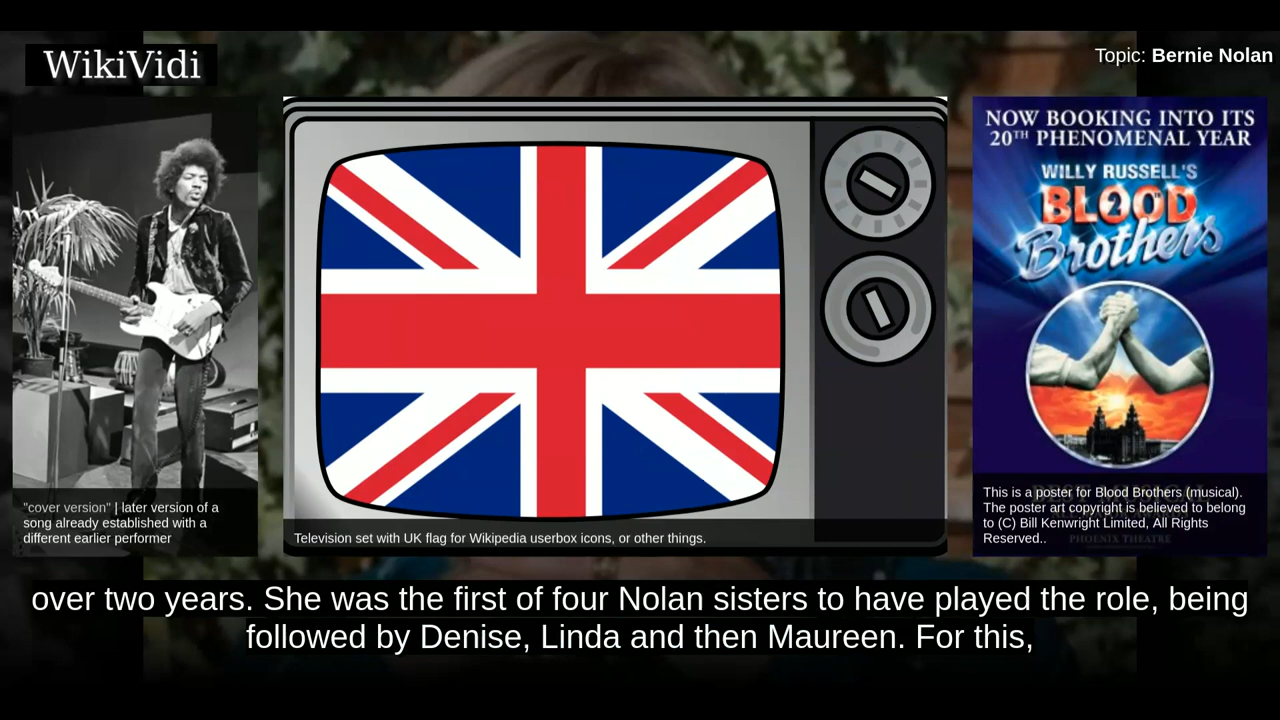 WikiVidi
Topic: Bernie Nolan
NOW BOOKING INTO ITS
20TH PHENOMENAL YEAR
WILLY RUSSELL'S
BLOOD
Brothers
"cover version" | later version of a
song already established with a
different earlier performer
Television set with UK flag for Wikipedia userbox icons, or other things.
This is a poster for Blood Brothers (musical).
The poster art copyright is believed to belong
to (C) Bill Kenwright Limited, All Rights
Reserved..
PHOENIX THEATRE
over two years. She was the first of four Nolan sisters to have played the role, being
followed by Denise, Linda and then Maureen. For this,